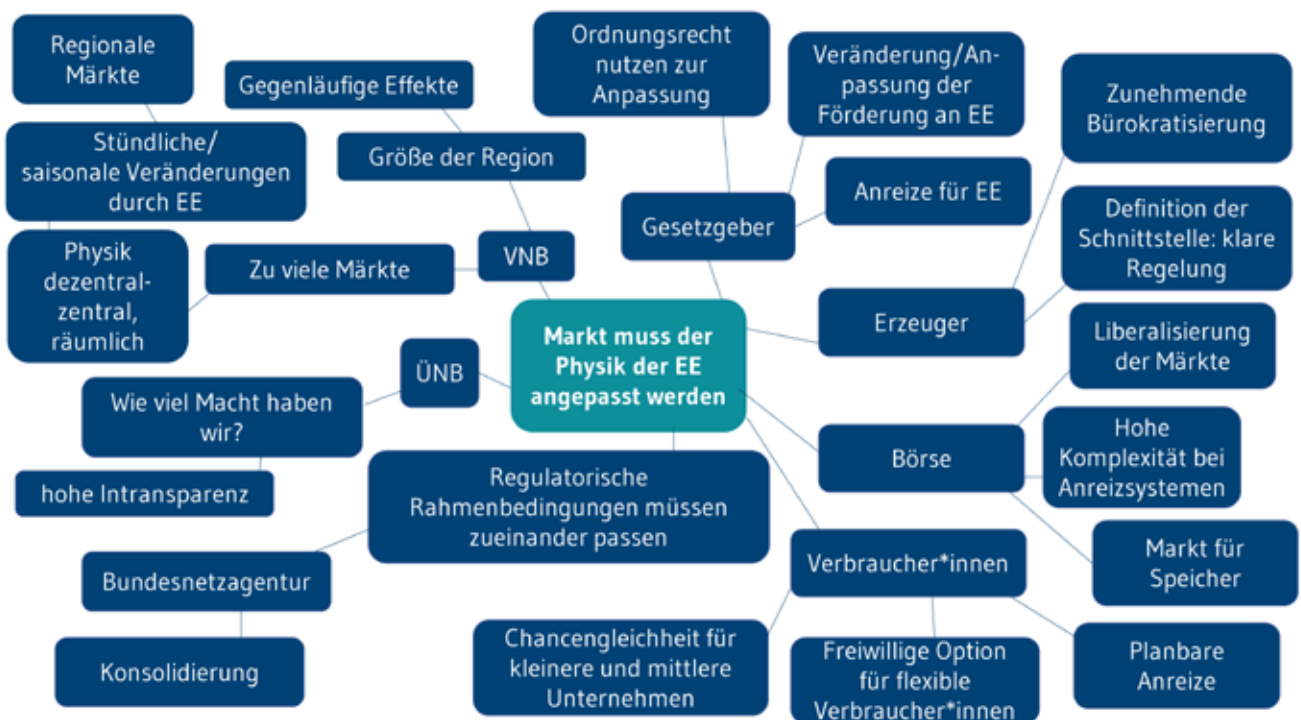 Regionale
Märkte
Gegenläufige Effekte
Ordnungsrecht
nutzen zur
Anpassung
Veränderung/An-
passung der
Förderung an EE
Zunehmende
Bürokratisierung
Stündliche/
saisonale Veränderungen
durch EE
Größe der Region
Anreize für EE
Gesetzgeber
Definition der
Schnittstelle: klare
Regelung
Physik
dezentral-
zentral,
räumlich
Zu viele Märkte
VNB
Erzeuger
Markt muss der
Physik der EE
angepasst werden
Liberalisierung
der Märkte
ÜNB
Wie viel Macht haben
wir?
Börse
Hohe
Komplexität bei
Anreizsystemen
hohe Intransparenz
Regulatorische
Rahmenbedingungen müssen
zueinander passen
Markt für
Speicher
Bundesnetzagentur
Verbraucher*innen
Konsolidierung
Chancengleichheit für
kleinere und mittlere
Unternehmen
Freiwillige Option
für flexible
Verbraucher*innen
Planbare
Anreize